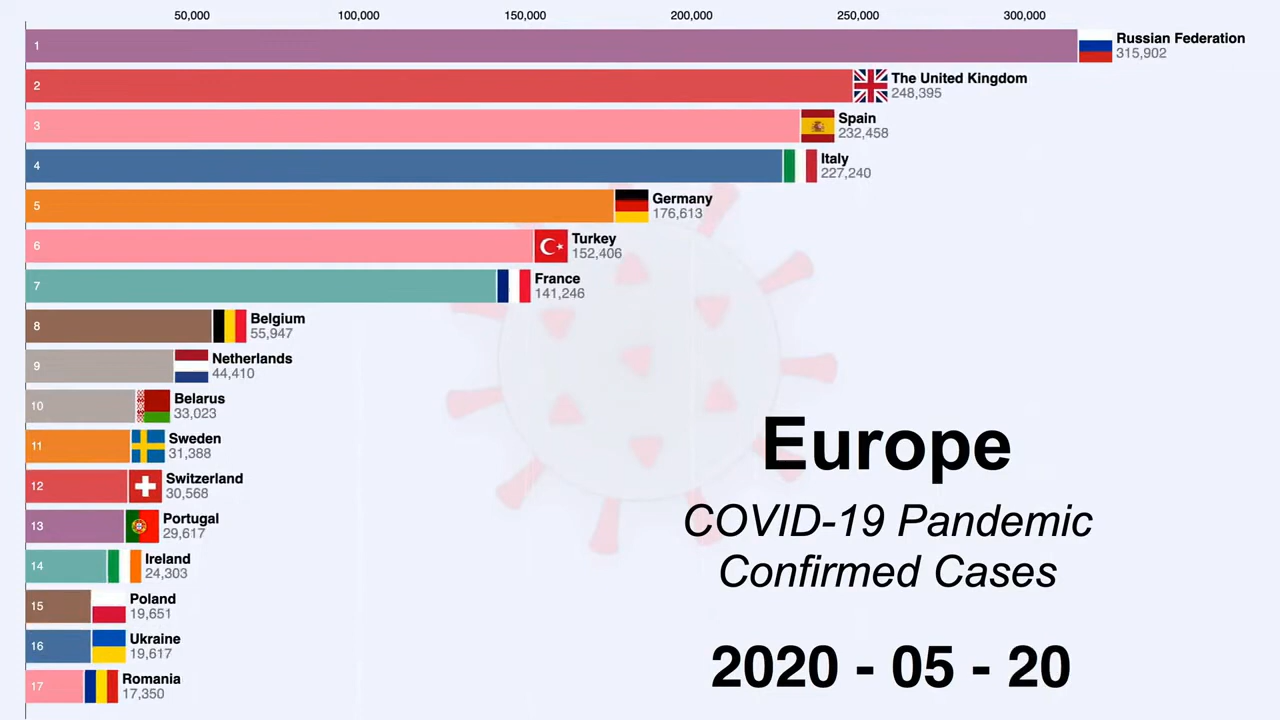 50,000 100,000 150,000 200,000 250,000 300,000
1 Russian Federation
315,902
2 The United Kingdom
248,395
3 Spain
232,458
4 Italy
227,240
5 Germany
176,613
6 Turkey
152,406
7 France
141,246
8 Belgium
55,947
9 Netherlands
44,410
10 Belarus
33,023
11 Sweden
31,388
12 Switzerland
30,568
13 Portugal
29,617
14 Ireland
24,303
15 Poland
19,651
16 Ukraine
19,617
17 Romania
17,350
Europe
COVID-19 Pandemic
Confirmed Cases
2020 - 05 - 20